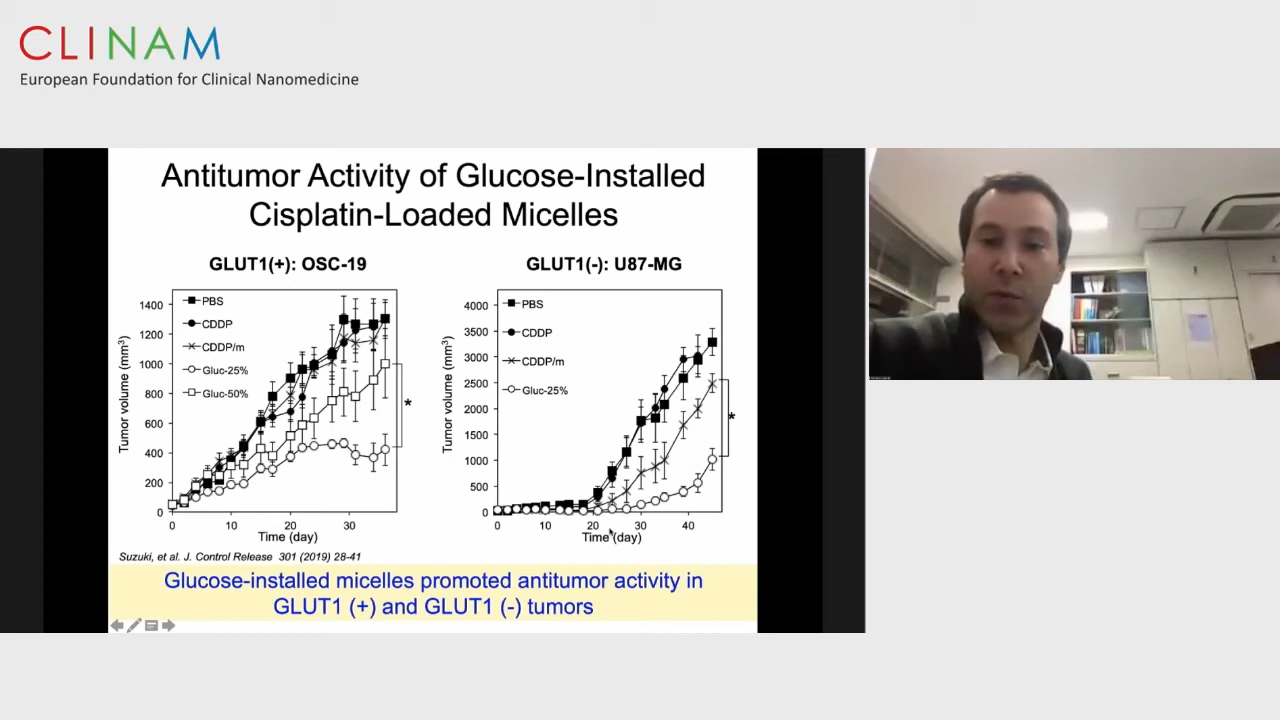 CLINAM
European Foundation for Clinical Nanomedicine
Antitumor Activity of Glucose-Installed
Cisplatin-Loaded Micelles
GLUT1(+): OSC-19
Tumor volume (mm³)
1400
1200
1000
800
600
400
200
0
PBS
CDDP
CDDP/m
Gluc-25%
Gluc-50%
*
0
10
20
30
Time (day)
GLUT1(-): U87-MG
Tumor volume (mm³)
4000
3500
3000
2500
2000
1500
1000
500
0
PBS
CDDP
CDDP/m
Gluc-25%
*
0
10
20
30
40
Time (day)
Suzuki, et al. J. Control Release 301 (2019) 28-41
Glucose-installed micelles promoted antitumor activity in
GLUT1 (+) and GLUT1 (-) tumors